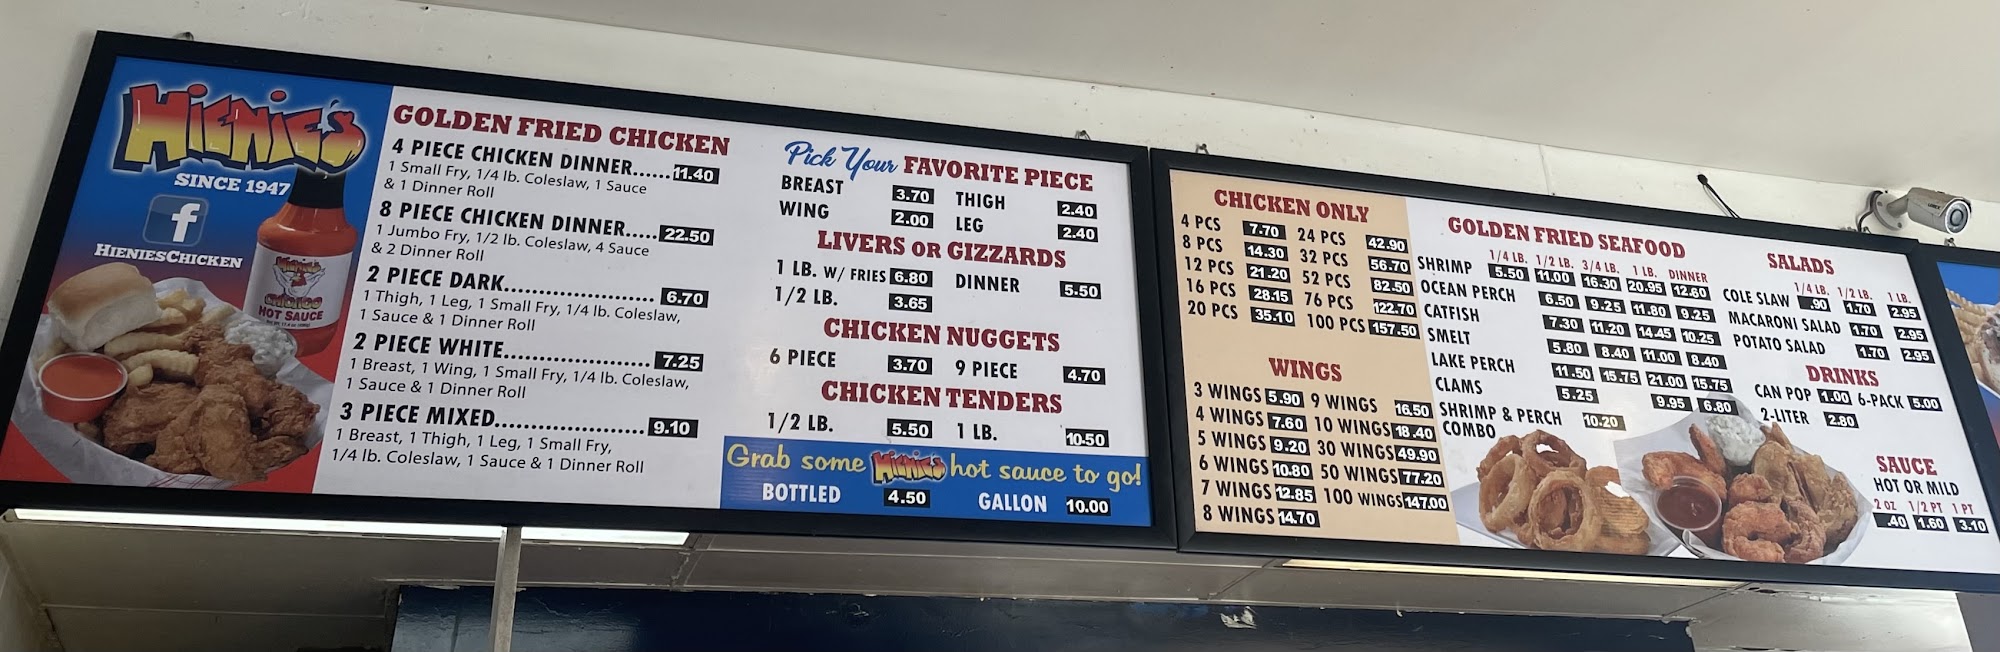 HIENIE'S
SINCE 1947
f
HIENIESCHICKEN
HIENIE'S
CHICKEN
HOT SAUCE
GOLDEN FRIED CHICKEN
4 PIECE CHICKEN DINNER......11.40
1 Small Fry, 1/4 lb. Coleslaw, 1 Sauce
& 1 Dinner Roll
8 PIECE CHICKEN DINNER.....22.50
1 Jumbo Fry, 1/2 lb. Coleslaw, 4 Sauce
& 2 Dinner Roll
2 PIECE DARK....................... 6.70
1 Thigh, 1 Leg, 1 Small Fry, 1/4 lb. Coleslaw,
1 Sauce & 1 Dinner Roll
2 PIECE WHITE...................... 7.25
1 Breast, 1 Wing, 1 Small Fry, 1/4 lb. Coleslaw,
1 Sauce & 1 Dinner Roll
3 PIECE MIXED...................... 9.10
1 Breast, 1 Thigh, 1 Leg, 1 Small Fry,
1/4 lb. Coleslaw, 1 Sauce & 1 Dinner Roll
Pick Your FAVORITE PIECE
BREAST 3.70 THIGH 2.40
WING 2.00 LEG 2.40
LIVERS OR GIZZARDS
1 LB. W/ FRIES 6.80 DINNER 5.50
1/2 LB. 3.65
CHICKEN NUGGETS
6 PIECE 3.70 9 PIECE 4.70
CHICKEN TENDERS
1/2 LB. 5.50 1 LB. 10.50
Grab some HIENIE'S hot sauce to go!
BOTTLED 4.50 GALLON 10.00
CHICKEN ONLY
4 PCS 7.70 24 PCS 42.90
8 PCS 14.30 32 PCS 56.70
12 PCS 21.20 52 PCS 82.50
16 PCS 28.15 76 PCS 122.70
20 PCS 35.10 100 PCS 157.50
WINGS
3 WINGS 5.90 9 WINGS 16.50
4 WINGS 7.60 10 WINGS 18.40
5 WINGS 9.20 30 WINGS 49.90
6 WINGS 10.80 50 WINGS 77.20
7 WINGS 12.85 100 WINGS 147.00
8 WINGS 14.70
GOLDEN FRIED SEAFOOD
1/4 LB. 1/2 LB. 3/4 LB. 1 LB. DINNER
SHRIMP 5.50 11.00 16.30 20.95 12.60
OCEAN PERCH 6.50 9.25 11.80 9.25
CATFISH 7.30 11.20 14.45 10.25
SMELT 5.80 8.40 11.00 8.40
LAKE PERCH 11.50 15.75 21.00 15.75
CLAMS 5.25 9.95 6.80
SHRIMP & PERCH
COMBO 10.20
SALADS
1/4 LB. 1/2 LB. 1 LB.
COLE SLAW .90 1.70 2.95
MACARONI SALAD 1.70 2.95
POTATO SALAD 1.70 2.95
DRINKS
CAN POP 1.00 6-PACK 5.00
2-LITER 2.80
SAUCE
HOT OR MILD
2 OZ 1/2 PT 1 PT
.40 1.60 3.10